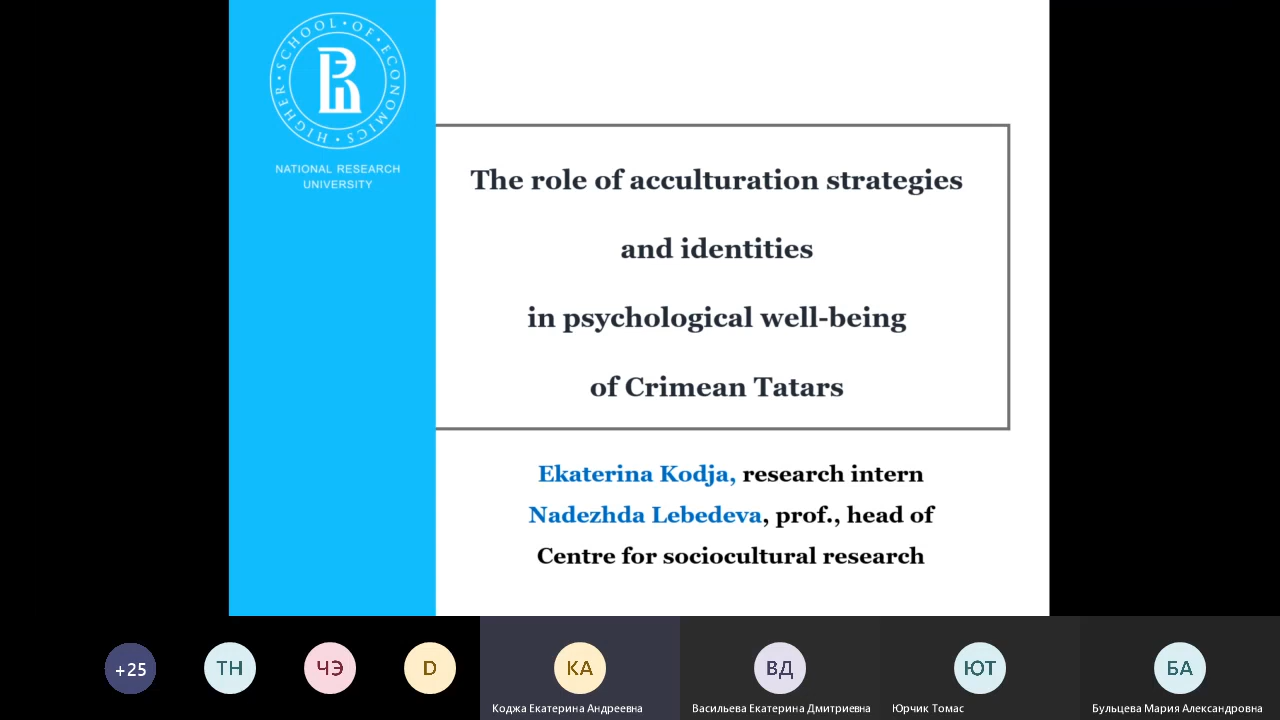 HIGHER • SCHOOL • OF • ECONOMICS •
NATIONAL RESEARCH
UNIVERSITY
The role of acculturation strategies
and identities
in psychological well-being
of Crimean Tatars
Ekaterina Kodja, research intern
Nadezhda Lebedeva, prof., head of
Centre for sociocultural research
+25
ТН
ЧЭ
D
КА
ВД
ЮТ
БА
Коджа Екатерина Андреевна
Васильева Екатерина Дмитриевна
Юрчик Томас
Бульцева Мария Александровна